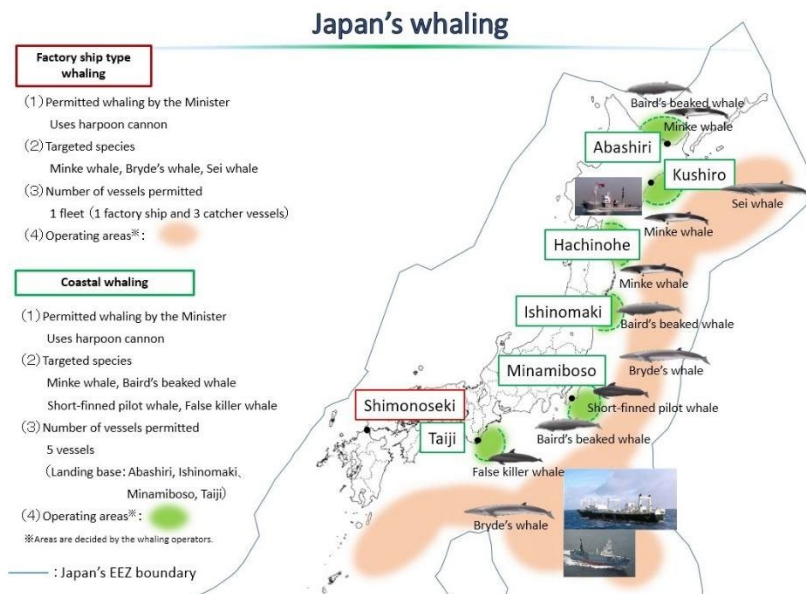 Japan's whaling
Factory ship type
whaling
(1) Permitted whaling by the Minister
Uses harpoon cannon
(2) Targeted species
Minke whale, Bryde's whale, Sei whale
(3) Number of vessels permitted
1 fleet (1 factory ship and 3 catcher vessels)
(4) Operating areas※:
Coastal whaling
(1) Permitted whaling by the Minister
Uses harpoon cannon
(2) Targeted species
Minke whale, Baird's beaked whale
Short-finned pilot whale, False killer whale
(3) Number of vessels permitted
5 vessels
(Landing base: Abashiri, Ishinomaki、
Minamiboso, Taiji)
(4) Operating areas※:
※Areas are decided by the whaling operators.
: Japan's EEZ boundary
Baird's beaked whale
Minke whale
Abashiri
Kushiro
Sei whale
Minke whale
Hachinohe
Minke whale
Ishinomaki
Baird's beaked whale
Minamiboso
Bryde's whale
Shimonoseki
Short-finned pilot whale
Taiji
Baird's beaked whale
False killer whale
Bryde's whale